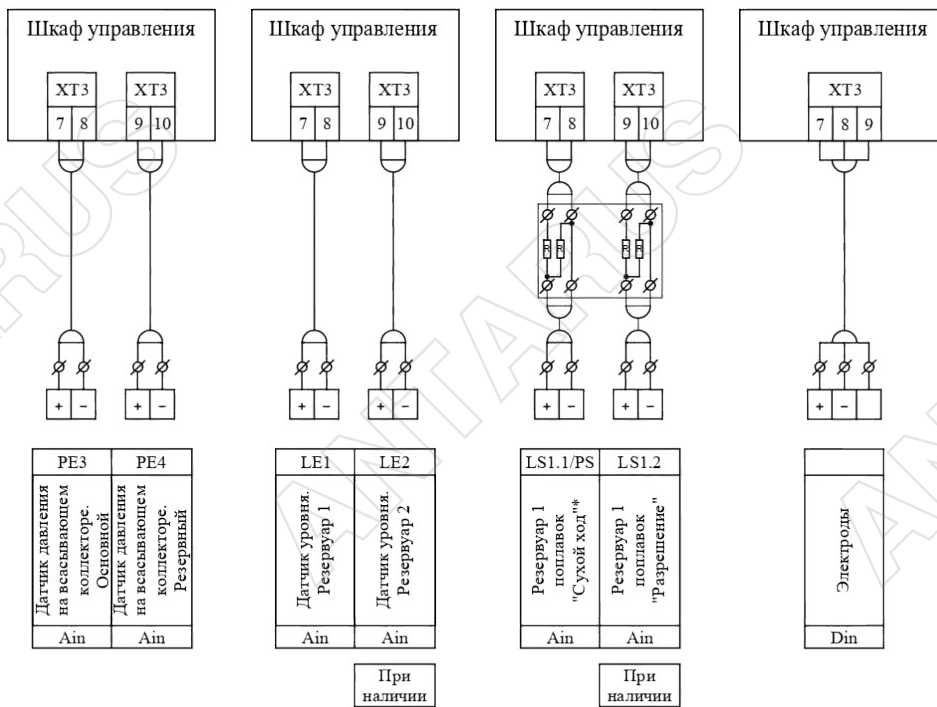 Шкаф управления
XT3 XT3
7 8 9 10
+ − + −
PE3 PE4
Датчик давления
на всасывающем
коллекторе.
Основной
Датчик давления
на всасывающем
коллекторе.
Резервный
Ain Ain
Шкаф управления
XT3 XT3
7 8 9 10
+ − + −
LE1 LE2
Датчик уровня.
Резервуар 1
Датчик уровня.
Резервуар 2
Ain Ain
При
наличии
Шкаф управления
XT3 XT3
7 8 9 10
R R R R
+ − + −
LS1.1/PS LS1.2
Резервуар 1
поплавок
"Сухой ход"*
Резервуар 1
поплавок
"Разрешение"
Ain Ain
При
наличии
Шкаф управления
XT3
7 8 9
+ −
Электроды
Din
ANTARUS